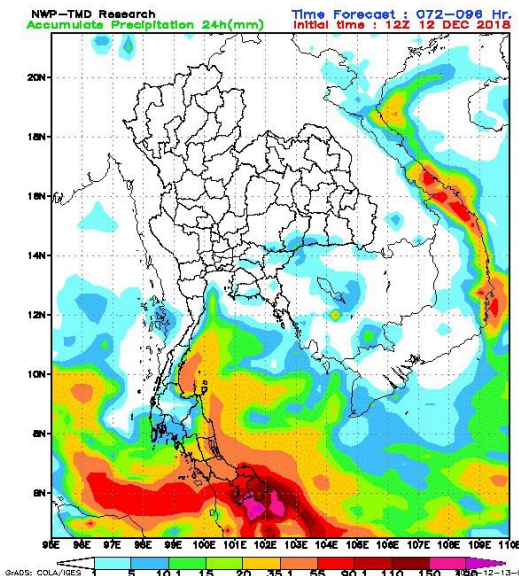 NWP-TMD Research Time Forecast : 072-096 Hr.
Accumulate Precipitation 24h(mm) Initial time : 12Z 12 DEC 2018
20N
18N
16N
14N
12N
10N
8N
6N
95E 96E 97E 98E 99E 100E 101E 102E 103E 104E 105E 106E 107E 108E 109E 110E
GrADS: COLA/IGES 1 5 10.1 15 20 35.1 55 90.1 110